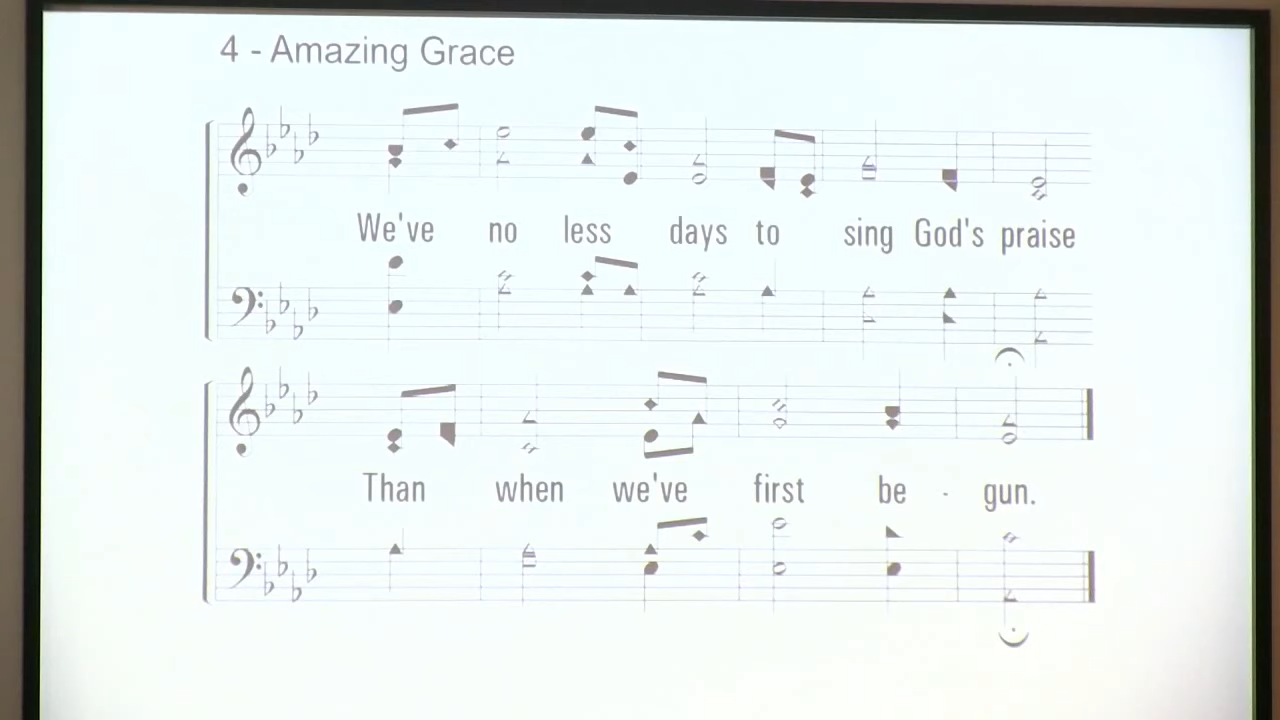 4 - Amazing Grace
We've no less days to sing God's praise
Than when we've first be - gun.